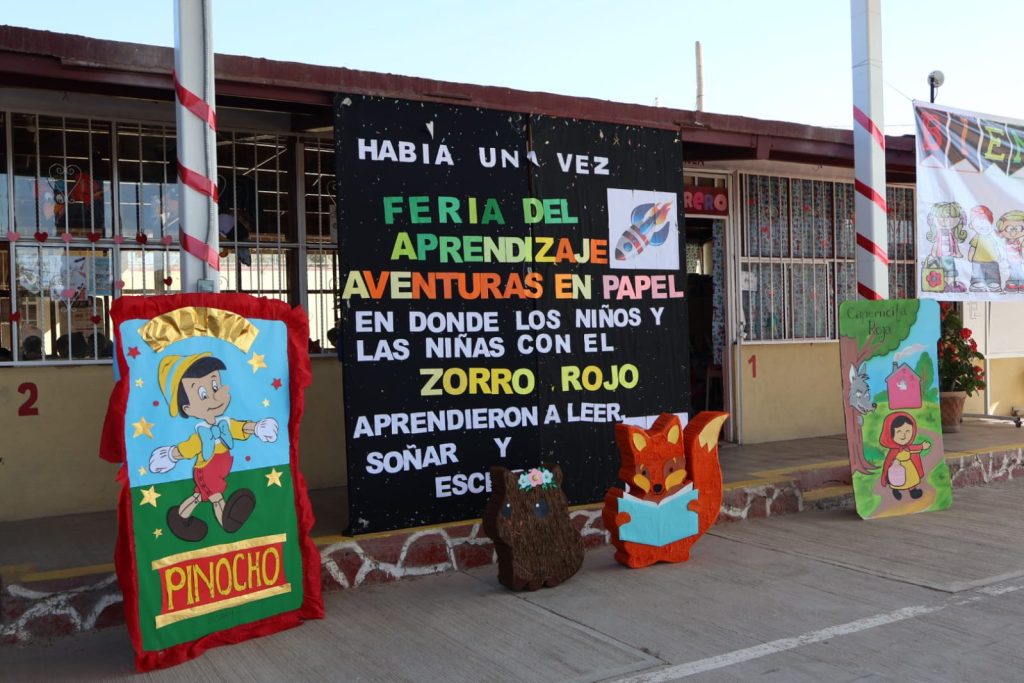 HABIÁ UNA VEZ
FERIA DEL
APRENDIZAJE
AVENTURAS EN PAPEL
EN DONDE LOS NIÑOS Y
LAS NIÑAS CON EL
ZORRO ROJO
APRENDIERON A LEER,
SOÑAR Y
PINOCHO
Caperucita
Roja
2
1